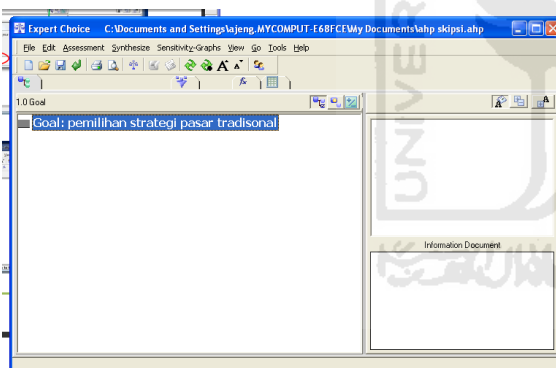 Expert Choice C:\Documents and Settings\ajeng.MYCOMPUT-E68FCE\My Documents\ahp skipsi.ahp
File Edit Assessment Synthesize Sensitivity-Graphs View Go Tools Help
1.0 Goal
Goal: pemilihan strategi pasar tradisonal
Information Document
UNIVER